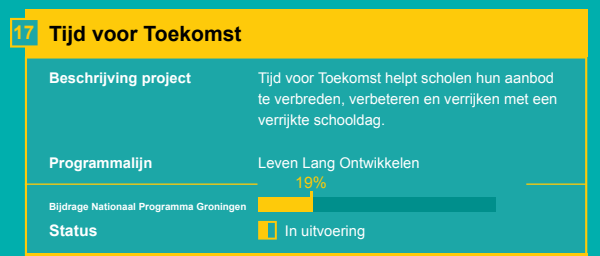 17 Tijd voor Toekomst
Beschrijving project Tijd voor Toekomst helpt scholen hun aanbod
te verbreden, verbeteren en verrijken met een
verrijkte schooldag.
Programmalijn Leven Lang Ontwikkelen
19%
Bijdrage Nationaal Programma Groningen
Status In uitvoering